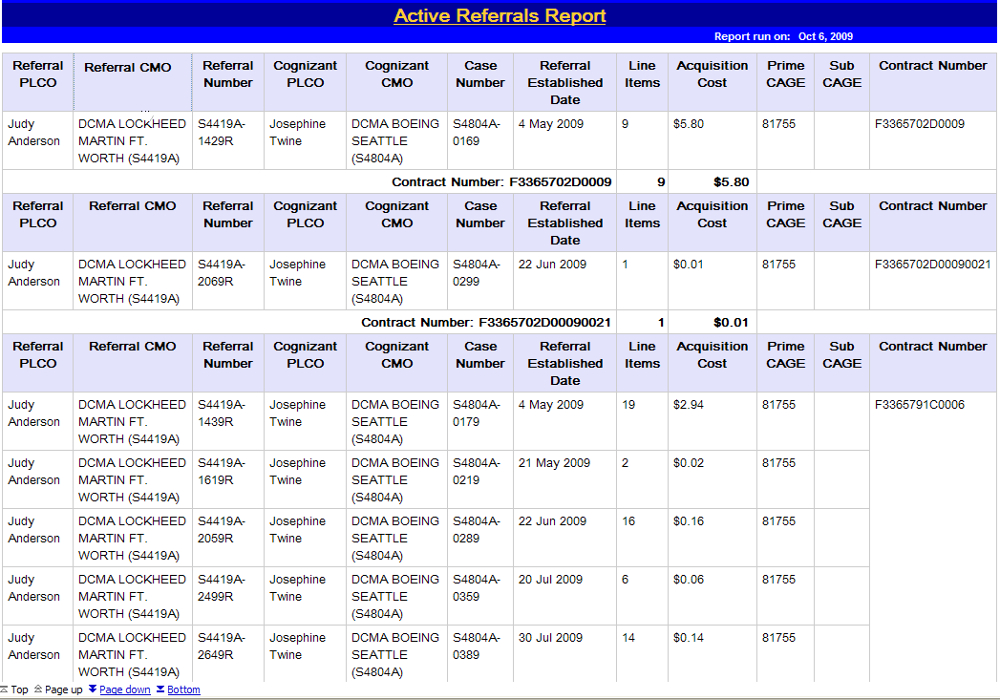 Active Referrals Report
Report run on: Oct 6, 2009
Referral PLCO Referral CMO Referral Number Cognizant PLCO Cognizant CMO Case Number Referral Established Date Line Items Acquisition Cost Prime CAGE Sub CAGE Contract Number
Judy Anderson DCMA LOCKHEED MARTIN FT. WORTH (S4419A) S4419A-1429R Josephine Twine DCMA BOEING SEATTLE (S4804A) S4804A-0169 4 May 2009 9 $5.80 81755 F3365702D0009
Contract Number: F3365702D0009 9 $5.80
Referral PLCO Referral CMO Referral Number Cognizant PLCO Cognizant CMO Case Number Referral Established Date Line Items Acquisition Cost Prime CAGE Sub CAGE Contract Number
Judy Anderson DCMA LOCKHEED MARTIN FT. WORTH (S4419A) S4419A-2069R Josephine Twine DCMA BOEING SEATTLE (S4804A) S4804A-0299 22 Jun 2009 1 $0.01 81755 F3365702D00090021
Contract Number: F3365702D00090021 1 $0.01
Referral PLCO Referral CMO Referral Number Cognizant PLCO Cognizant CMO Case Number Referral Established Date Line Items Acquisition Cost Prime CAGE Sub CAGE Contract Number
Judy Anderson DCMA LOCKHEED MARTIN FT. WORTH (S4419A) S4419A-1439R Josephine Twine DCMA BOEING SEATTLE (S4804A) S4804A-0179 4 May 2009 19 $2.94 81755 F3365791C0006
Judy Anderson DCMA LOCKHEED MARTIN FT. WORTH (S4419A) S4419A-1619R Josephine Twine DCMA BOEING SEATTLE (S4804A) S4804A-0219 21 May 2009 2 $0.02 81755
Judy Anderson DCMA LOCKHEED MARTIN FT. WORTH (S4419A) S4419A-2059R Josephine Twine DCMA BOEING SEATTLE (S4804A) S4804A-0289 22 Jun 2009 16 $0.16 81755
Judy Anderson DCMA LOCKHEED MARTIN FT. WORTH (S4419A) S4419A-2499R Josephine Twine DCMA BOEING SEATTLE (S4804A) S4804A-0359 20 Jul 2009 6 $0.06 81755
Judy Anderson DCMA LOCKHEED MARTIN FT. WORTH (S4419A) S4419A-2649R Josephine Twine DCMA BOEING SEATTLE (S4804A) S4804A-0389 30 Jul 2009 14 $0.14 81755
Top Page up Page down Bottom